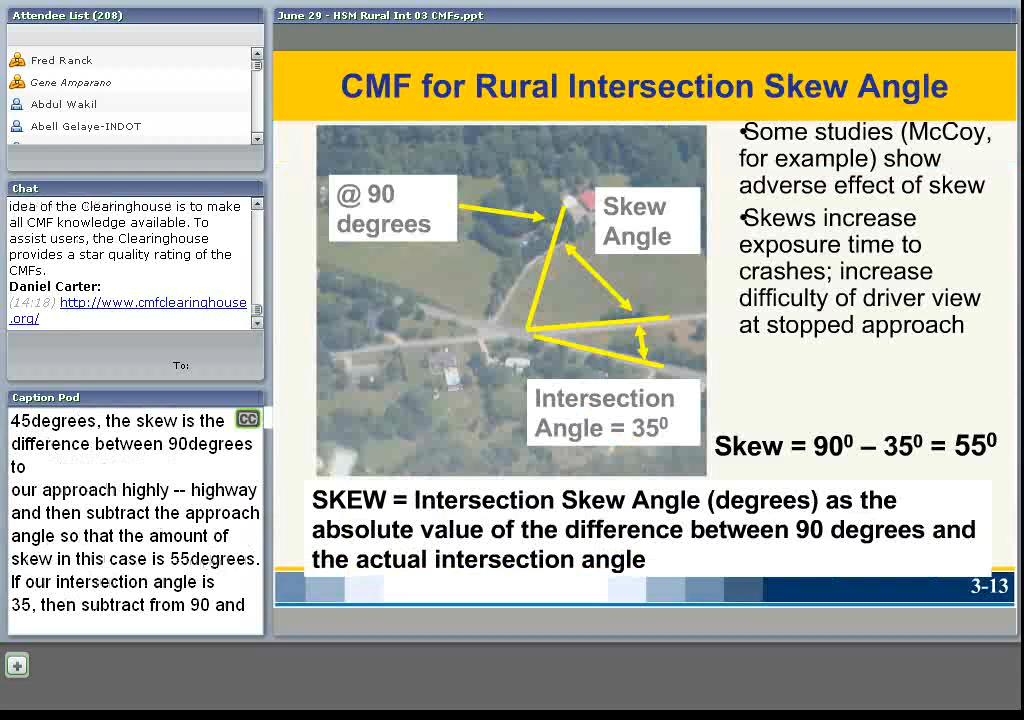 Attendee List (208)
Fred Ranck
Gene Amparano
Abdul Wakil
Abell Gelaye-INDOT
Chat
idea of the Clearinghouse is to make
all CMF knowledge available. To
assist users, the Clearinghouse
provides a star quality rating of the
CMFs.
Daniel Carter:
(14:18) http://www.cmfclearinghouse
.org/
To:
Caption Pod
45degrees, the skew is the
CC
difference between 90degrees
to
our approach highly -- highway
and then subtract the approach
angle so that the amount of
skew in this case is 55degrees.
If our intersection angle is
35, then subtract from 90 and
June 29 - HSM Rural Int 03 CMFs.ppt
CMF for Rural Intersection Skew Angle
@ 90
degrees
Skew
Angle
Intersection
Angle = 35⁰
•Some studies (McCoy,
for example) show
adverse effect of skew
•Skews increase
exposure time to
crashes; increase
difficulty of driver view
at stopped approach
Skew = 90⁰ – 35⁰ = 55⁰
SKEW = Intersection Skew Angle (degrees) as the
absolute value of the difference between 90 degrees and
the actual intersection angle
3-13